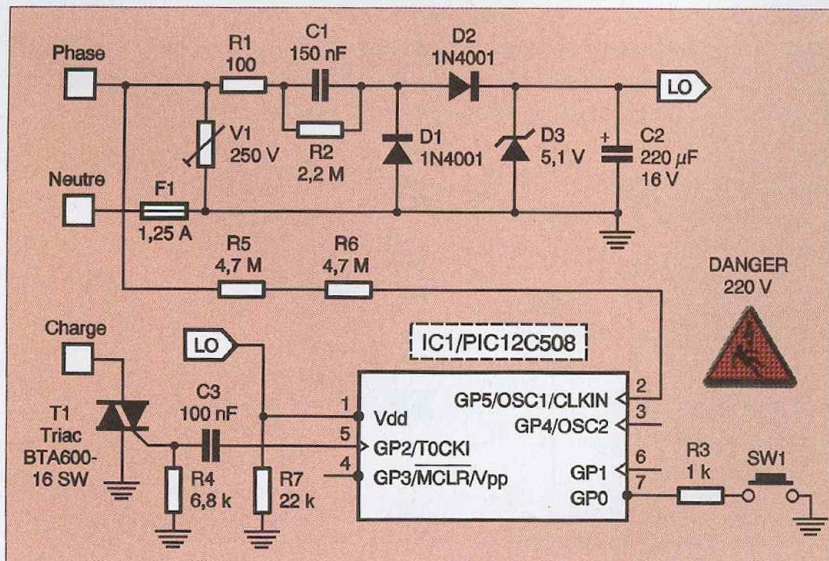 Phase
R1
100
C1
150 nF
D2
1N4001
LO
V1
250 V
R2
2,2 M
D1
1N4001
D3
5,1 V
+
C2
220 µF
16 V
Neutre
F1
1,25 A
R5
4,7 M
R6
4,7 M
DANGER
220 V
Charge
LO
IC1/PIC12C508
C3
100 nF
T1
Triac
BTA600-
16 SW
R4
6,8 k
R7
22 k
1
Vdd
5
GP2/T0CKI
4
GP3/MCLR/Vpp
GP5/OSC1/CLKIN
2
GP4/OSC2
3
GP1
6
GP0
7
R3
1 k
SW1